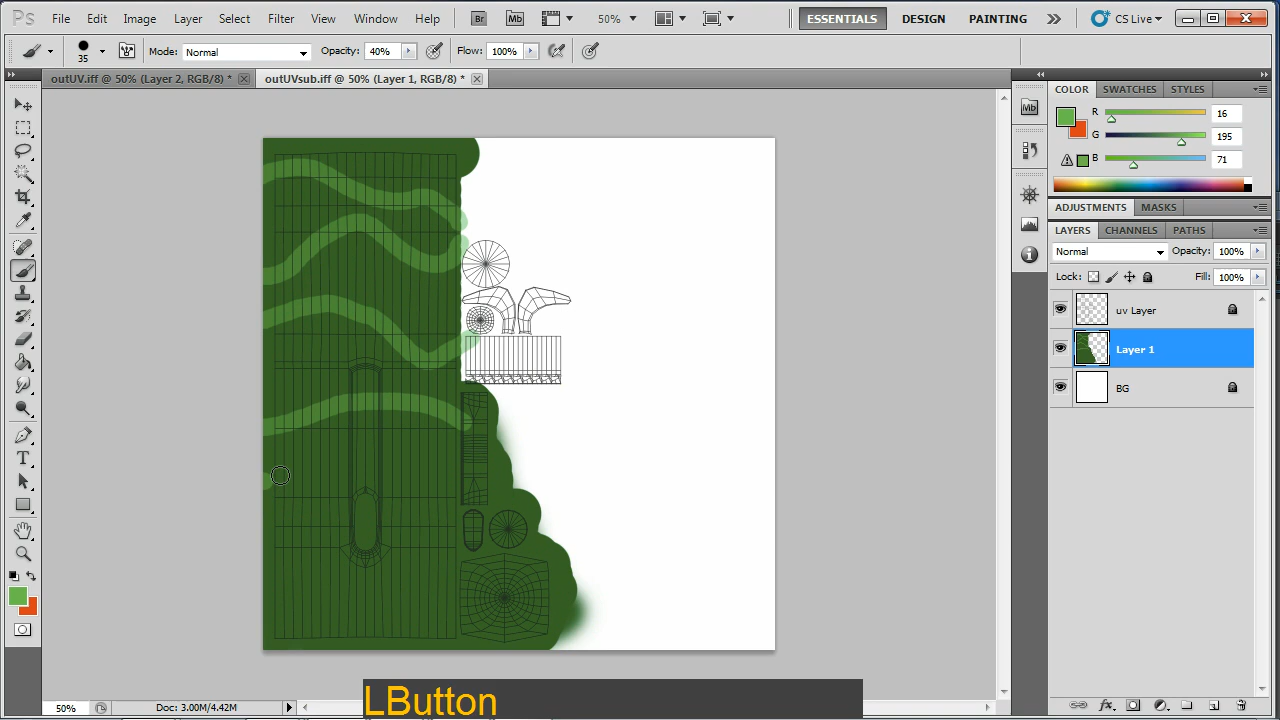 Ps File Edit Image Layer Select Filter View Window Help Br Mb 50% ESSENTIALS DESIGN PAINTING CS Live
35 Mode: Normal Opacity: 40% Flow: 100%
outUV.iff @ 50% (Layer 2, RGB/8) * outUVsub.iff @ 50% (Layer 1, RGB/8) *
COLOR SWATCHES STYLES
Mb
R 16
G 195
B 71
ADJUSTMENTS MASKS
LAYERS CHANNELS PATHS
Normal Opacity: 100%
Lock: Fill: 100%
uv Layer
Layer 1
BG
T
LButton
50% Doc: 3.00M/4.42M
fx